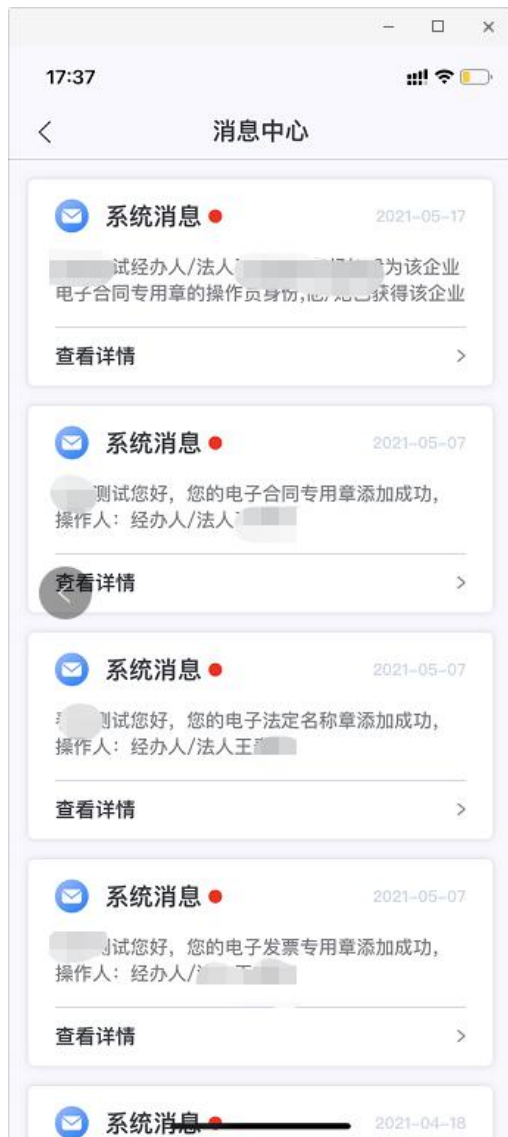 17:37
消息中心
系统消息
2021-05-17
试经办人/法人 为该企业
电子合同专用章的操作员身份,他/她已获得该企业
查看详情
系统消息
2021-05-07
测试您好，您的电子合同专用章添加成功，
操作人：经办人/法人
查看详情
系统消息
2021-05-07
测试您好，您的电子法定名称章添加成功，
操作人：经办人/法人王
查看详情
系统消息
2021-05-07
试您好，您的电子发票专用章添加成功，
操作人：经办人/
查看详情
系统消息
2021-04-18